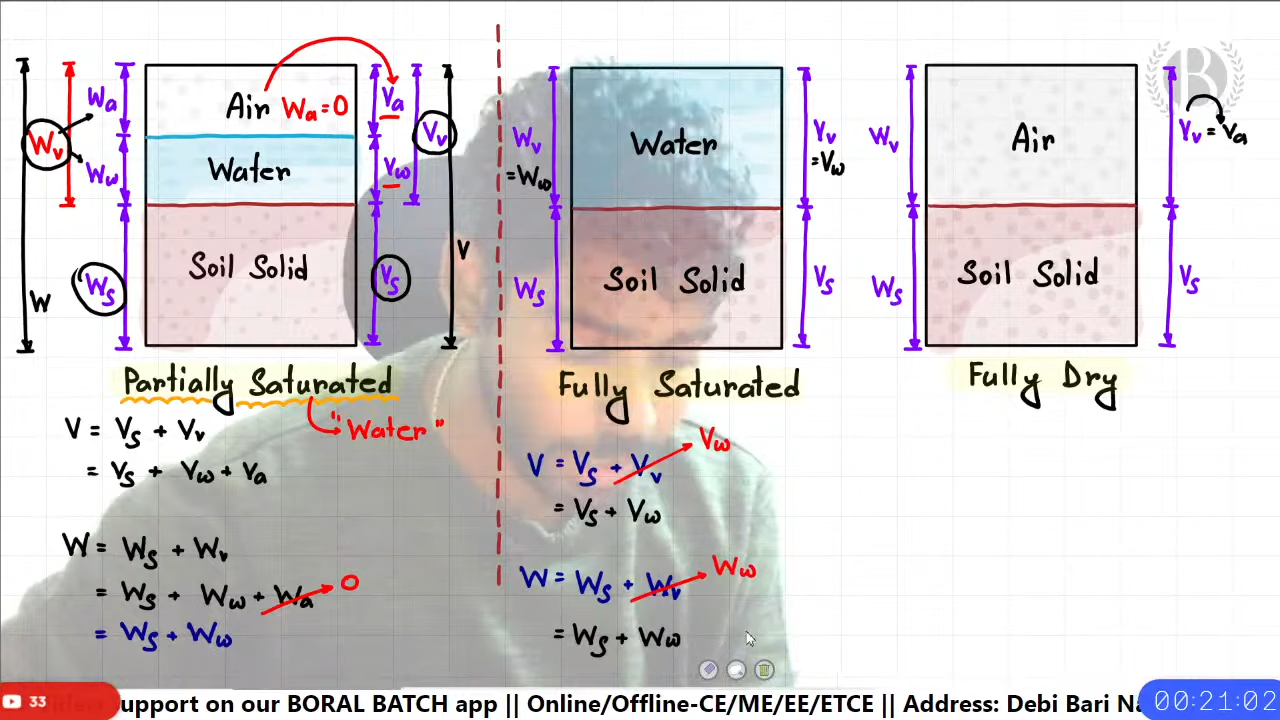 Air Wa = 0
Water
Soil Solid
Wa
Wv
Ww
Ws
W
Va
Vv
Vw
Vs
V
Partially Saturated
"Water"
V = Vs + Vv
= Vs + Vw + Va
W = Ws + Wv
= Ws + Ww + Wa 0
= Ws + Ww
Water
Soil Solid
Wv
= Ww
Ws
Vv
= Vw
Vs
Fully Saturated
V = Vs + Vv Vw
= Vs + Vw
W = Ws + Wv Ww
= Ws + Ww
Air
Soil Solid
Wv
Ws
Vv = Va
Vs
Fully Dry
B
33
support on our BORAL BATCH app || Online/Offline-CE/ME/EE/ETCE || Address: Debi Bari
00:21:02